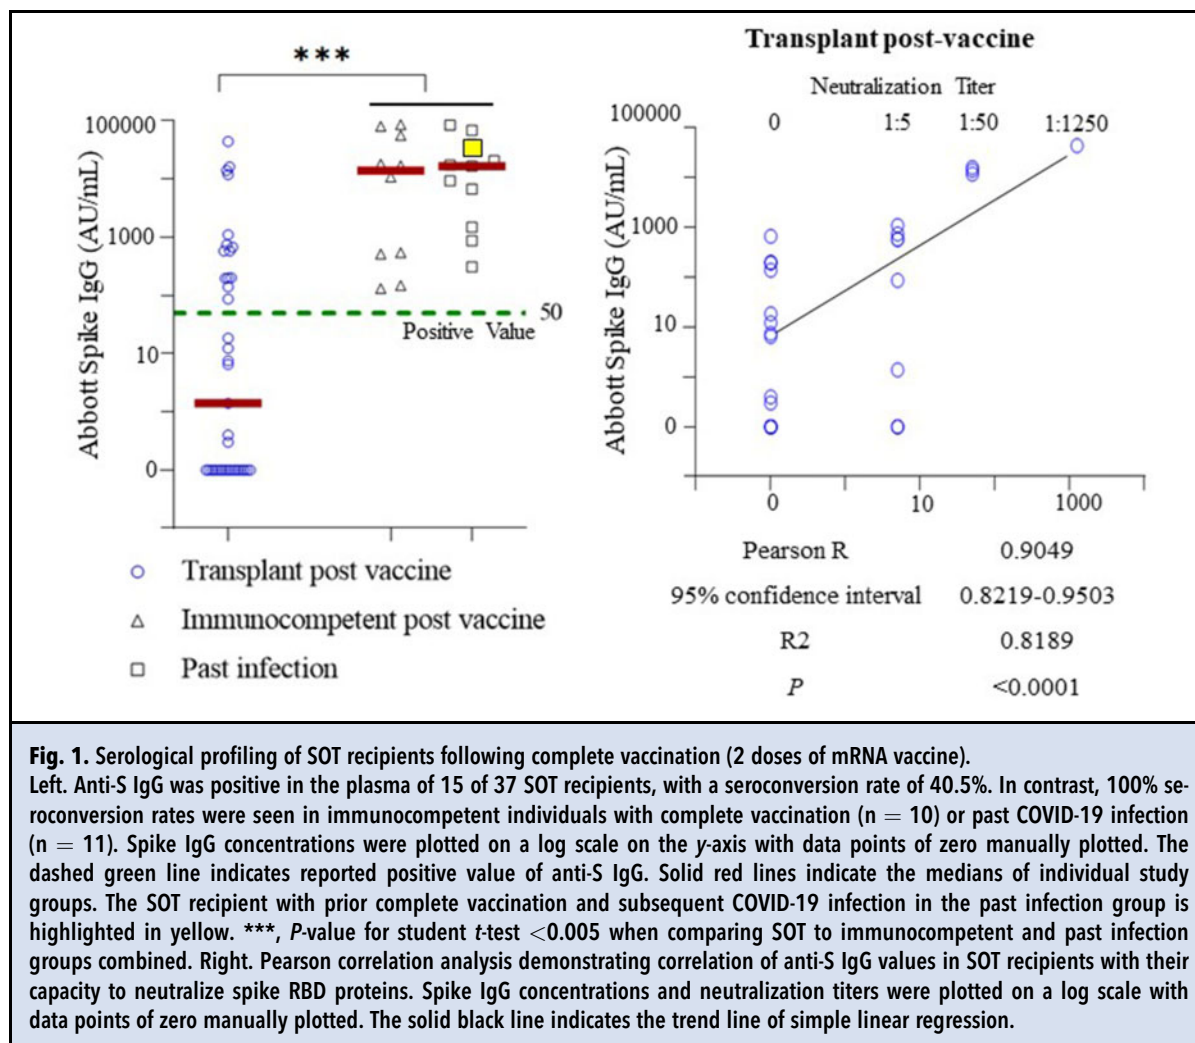 ***
100000
1000
10
0
Abbott Spike IgG (AU/mL)
50
Positive Value
Transplant post vaccine
Immunocompetent post vaccine
Past infection
Transplant post-vaccine
Neutralization Titer
0 1:5 1:50 1:1250
100000
1000
10
0
Abbott Spike IgG (AU/mL)
0 10 1000
Pearson R 0.9049
95% confidence interval 0.8219-0.9503
R2 0.8189
P <0.0001
Fig. 1. Serological profiling of SOT recipients following complete vaccination (2 doses of mRNA vaccine).
Left. Anti-S IgG was positive in the plasma of 15 of 37 SOT recipients, with a seroconversion rate of 40.5%. In contrast, 100% se-
roconversion rates were seen in immunocompetent individuals with complete vaccination (n = 10) or past COVID-19 infection
(n = 11). Spike IgG concentrations were plotted on a log scale on the y-axis with data points of zero manually plotted. The
dashed green line indicates reported positive value of anti-S IgG. Solid red lines indicate the medians of individual study
groups. The SOT recipient with prior complete vaccination and subsequent COVID-19 infection in the past infection group is
highlighted in yellow. ***, P-value for student t-test <0.005 when comparing SOT to immunocompetent and past infection
groups combined. Right. Pearson correlation analysis demonstrating correlation of anti-S IgG values in SOT recipients with their
capacity to neutralize spike RBD proteins. Spike IgG concentrations and neutralization titers were plotted on a log scale with
data points of zero manually plotted. The solid black line indicates the trend line of simple linear regression.